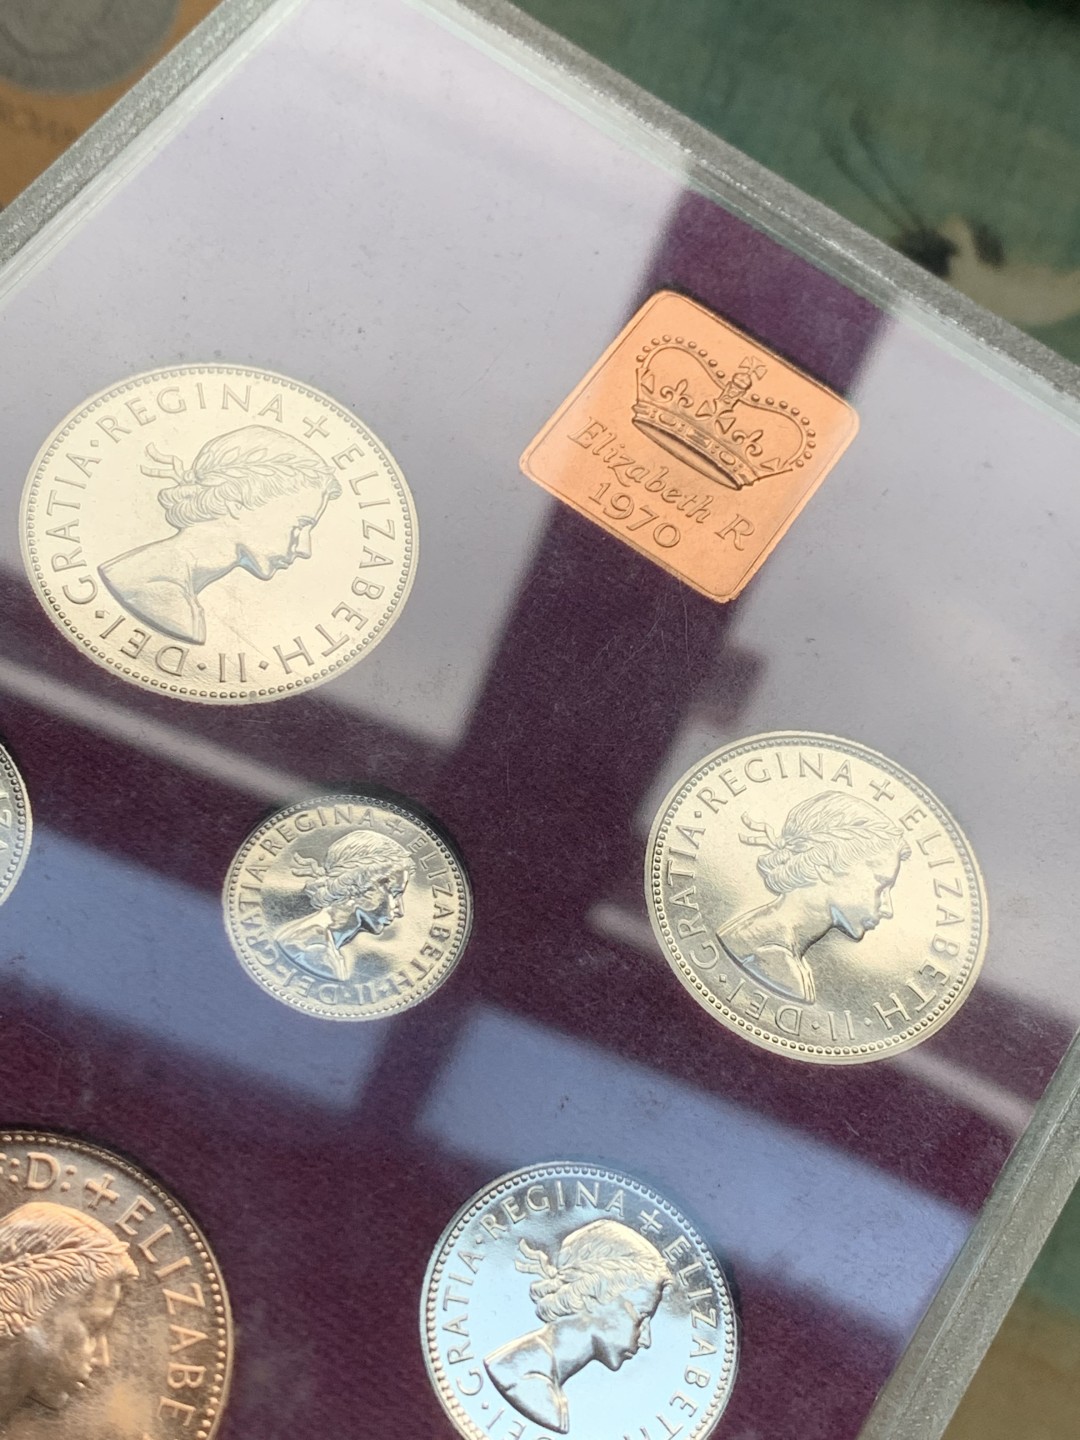 + ELIZABETH·II·DEI·GRATIA·REGINA
Elizabeth R
1970
+ ELIZABETH·II·DEI·GRATIA·REGINA
+ ELIZABETH·II·DEI·GRATIA·REGINA
F:D:+ELIZABE
+ ELIZABETH DEI·GRATIA·REGINA